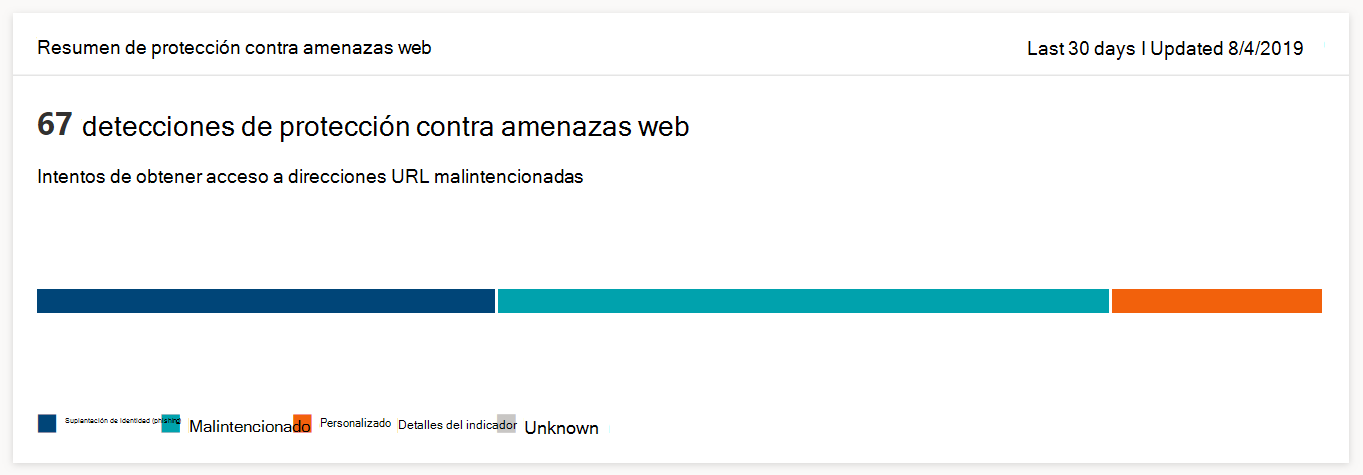 Resumen de protección contra amenazas web
Last 30 days I Updated 8/4/2019
67 detecciones de protección contra amenazas web
Intentos de obtener acceso a direcciones URL malintencionadas
Suplantación de identidad (phishing) Malintencionado Personalizado Detalles del indicador Unknown